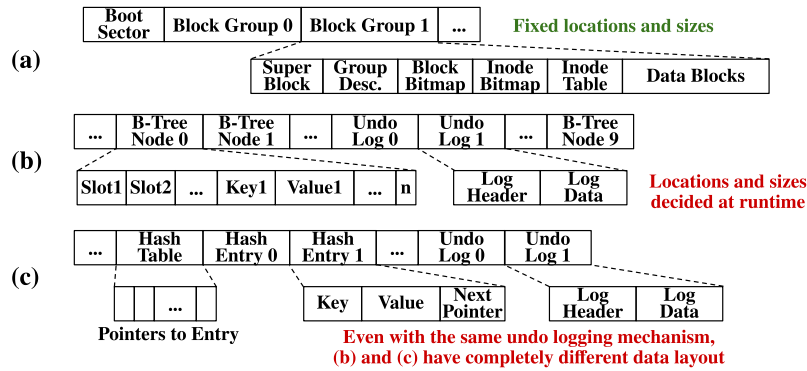 Boot Sector Block Group 0 Block Group 1 ... Fixed locations and sizes
(a)
Super Block Group Desc. Block Bitmap Inode Bitmap Inode Table Data Blocks
... B-Tree Node 0 B-Tree Node 1 ... Undo Log 0 Undo Log 1 ... B-Tree Node 9
(b)
Slot1 Slot2 ... Key1 Value1 ... n Log Header Log Data
Locations and sizes
decided at runtime
... Hash Table Hash Entry 0 Hash Entry 1 ... Undo Log 0 Undo Log 1
(c)
... Key Value Next Pointer Log Header Log Data
Pointers to Entry
Even with the same undo logging mechanism,
(b) and (c) have completely different data layout